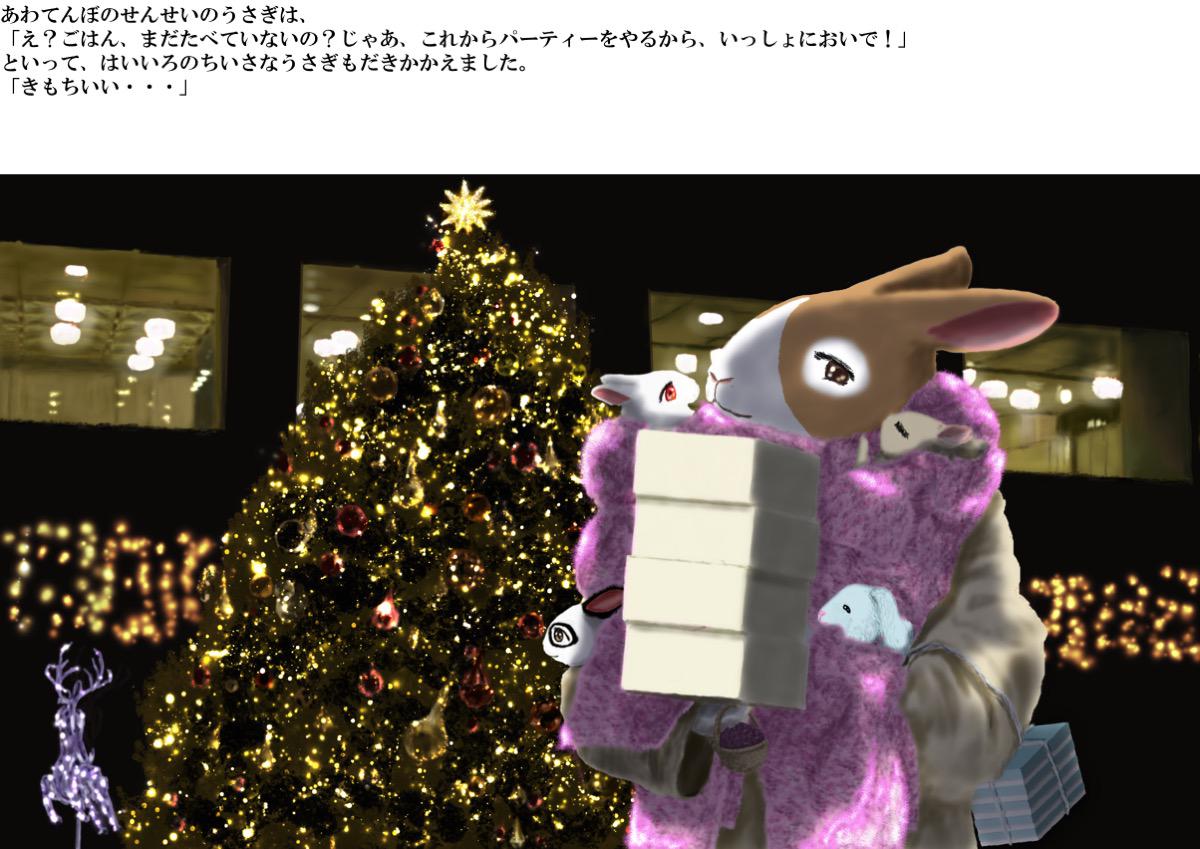 あわてんぼのせんせいのうさぎは、
「え？ごはん、まだたべていないの？じゃあ、これからパーティーをやるから、いっしょにおいで！」
といって、はいいろのちいさなうさぎもだきかかえました。
「きもちいい・・・」